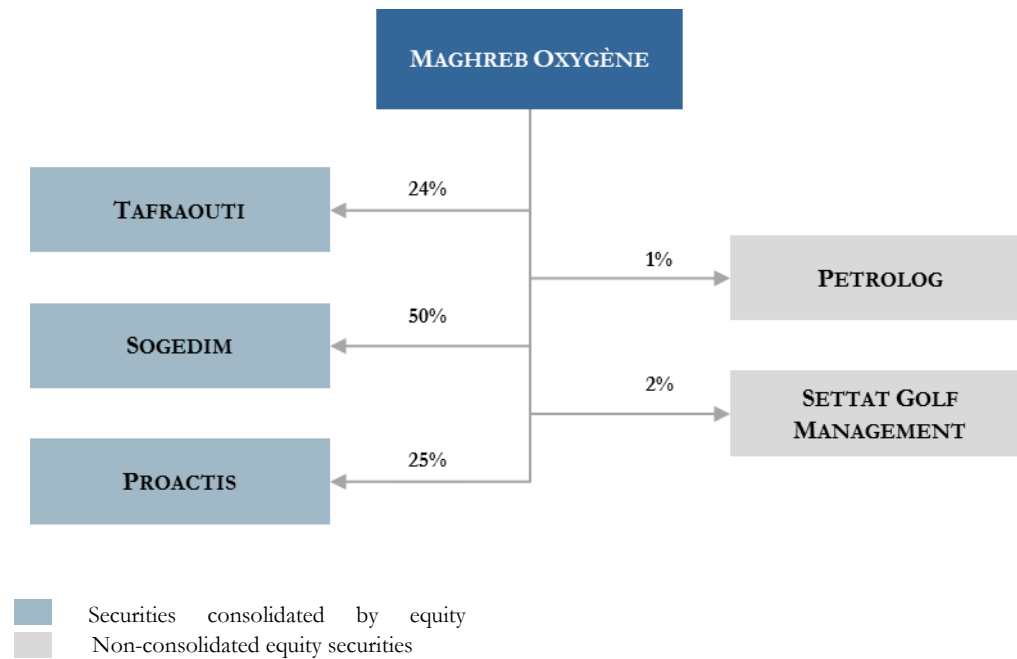 MAGHREB OXYGÈNE
24%
TAFRAOUTI
1%
PETROLOG
50%
SOGEDIM
2%
SETTAT GOLF
MANAGEMENT
25%
PROACTIS
Securities consolidated by equity
Non-consolidated equity securities